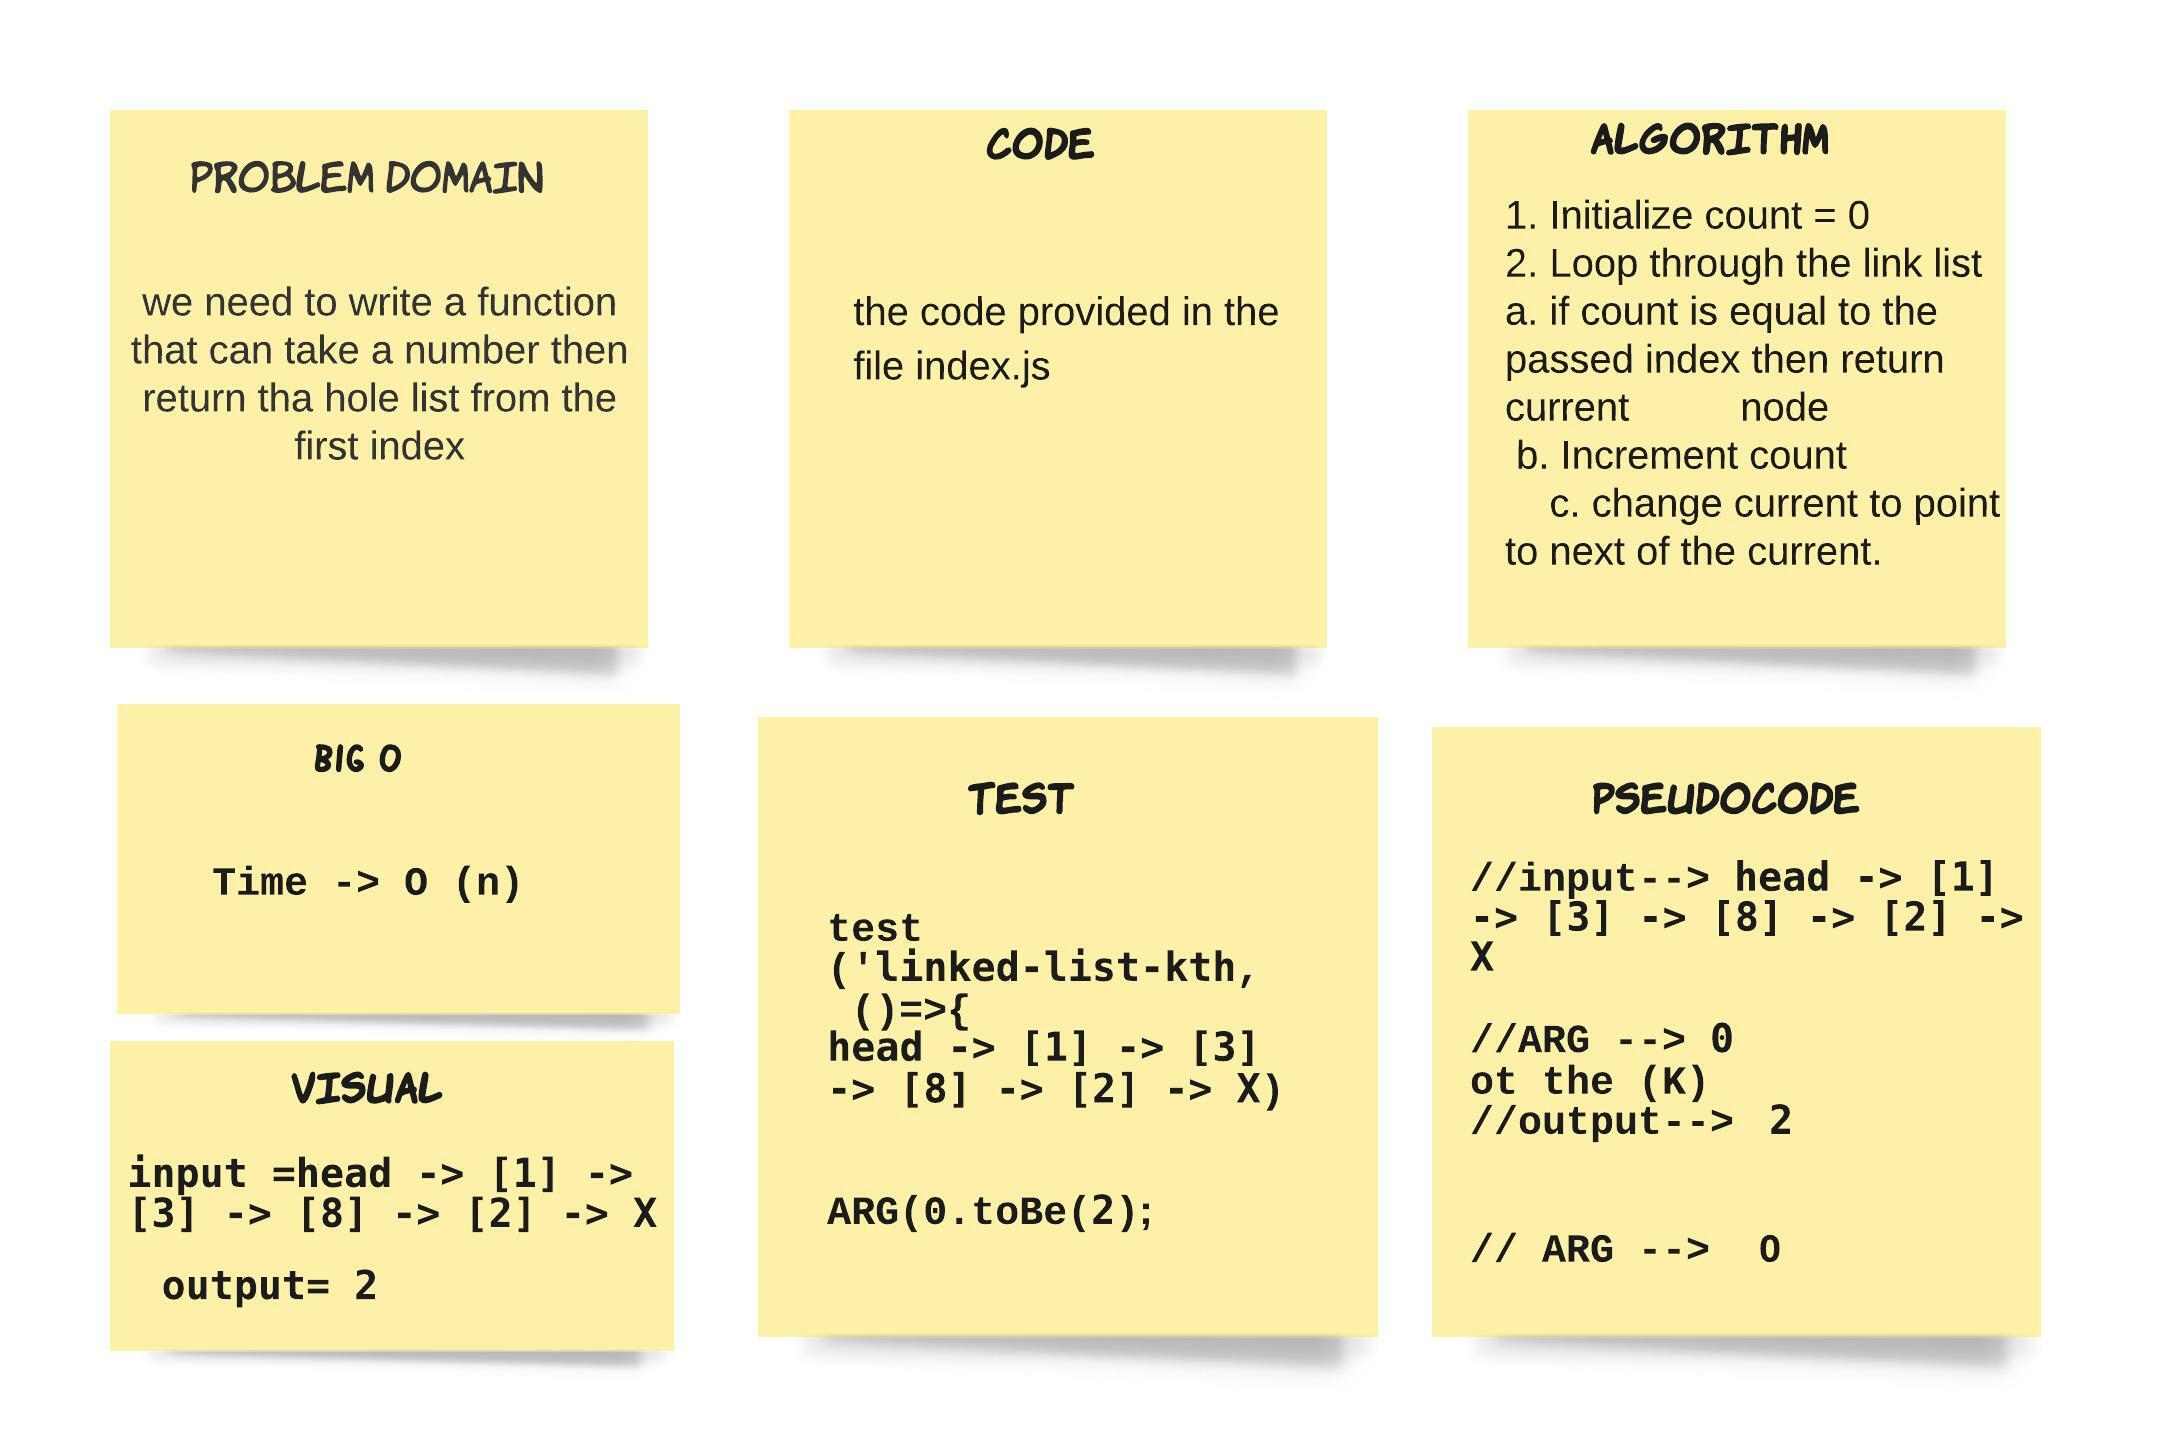 PROBLEM DOMAIN
we need to write a function
that can take a number then
return tha hole list from the
first index
CODE
the code provided in the
file index.js
ALGORITHM
1. Initialize count = 0
2. Loop through the link list
a. if count is equal to the
passed index then return
current          node
b. Increment count
c. change current to point
to next of the current.
BIG O
Time -> O (n)
VISUAL
input =head -> [1] ->
[3] -> [8] -> [2] -> X
output= 2
TEST
test
('linked-list-kth,
()=>{
head -> [1] -> [3]
-> [8] -> [2] -> X)
ARG(0.toBe(2);
PSEUDOCODE
//input--> head -> [1]
-> [3] -> [8] -> [2] ->
X
//ARG --> 0
ot the (K)
//output--> 2
// ARG -->  O